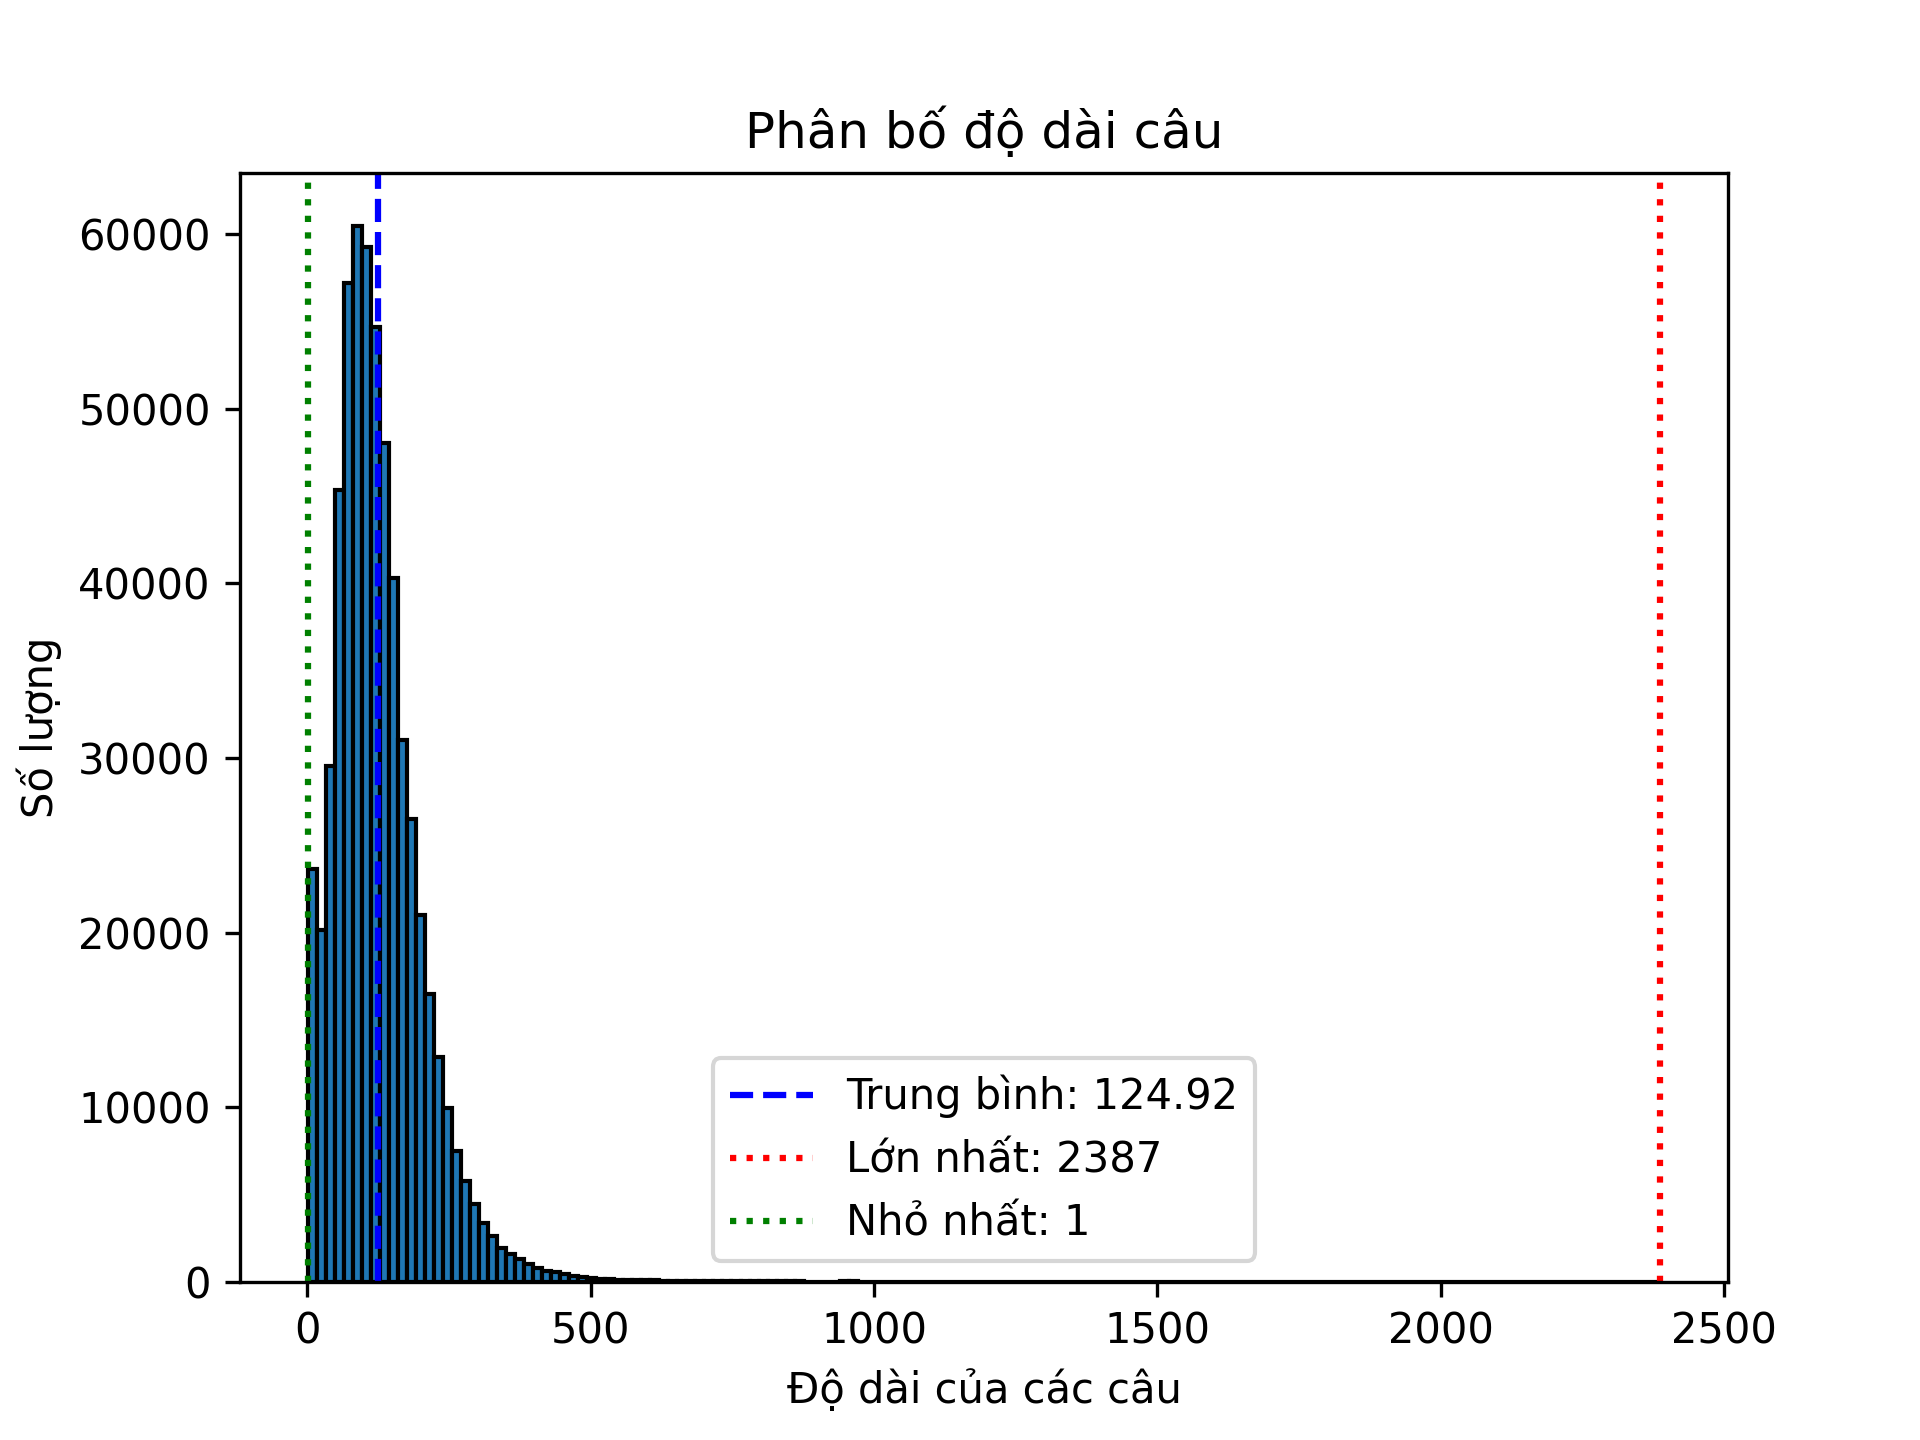 Phân bố độ dài câu
Số lượng
60000
50000
40000
30000
20000
10000
0
Trung bình: 124.92
Lớn nhất: 2387
Nhỏ nhất: 1
0 500 1000 1500 2000 2500
Độ dài của các câu